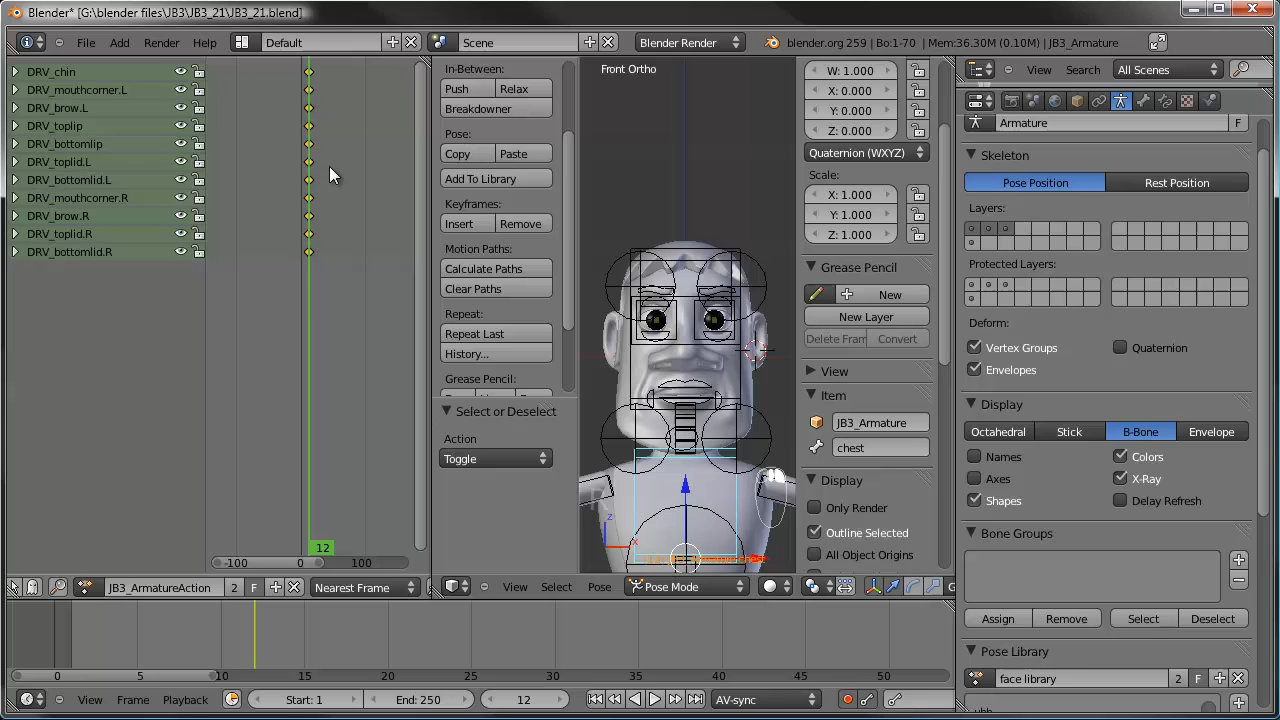 Blender* [G:\blender files\JB3\JB3_21\JB3_21.blend]
File Add Render Help Default Scene Blender Render blender.org 259 | Bo:1-70 | Mem:36.30M (0.10M) | JB3_Armature
DRV_chin
DRV_mouthcorner.L
DRV_brow.L
DRV_toplip
DRV_bottomlip
DRV_toplid.L
DRV_bottomlid.L
DRV_mouthcorner.R
DRV_brow.R
DRV_toplid.R
DRV_bottomlid.R
12
-100 0 100
JB3_ArmatureAction 2 F Nearest Frame
In-Between:
Push Relax
Breakdowner
Pose:
Copy Paste
Add To Library
Keyframes:
Insert Remove
Motion Paths:
Calculate Paths
Clear Paths
Repeat:
Repeat Last
History...
Grease Pencil:
Select or Deselect
Action
Toggle
Front Ortho
z
x
View Select Pose Pose Mode
W: 1.000
X: 0.000
Y: 0.000
Z: 0.000
Quaternion (WXYZ)
Scale:
X: 1.000
Y: 1.000
Z: 1.000
Grease Pencil
New
New Layer
Delete Fram Convert
View
Item
JB3_Armature
chest
Display
Only Render
Outline Selected
All Object Origins
View Search All Scenes
Armature F
Skeleton
Pose Position Rest Position
Layers:
Protected Layers:
Deform:
Vertex Groups Quaternion
Envelopes
Display
Octahedral Stick B-Bone Envelope
Names Colors
Axes X-Ray
Shapes Delay Refresh
Bone Groups
Assign Remove Select Deselect
Pose Library
face library 2 F
0 5 10 15 20 25 30 35 40 45 50
View Frame Playback Start: 1 End: 250 12 AV-sync